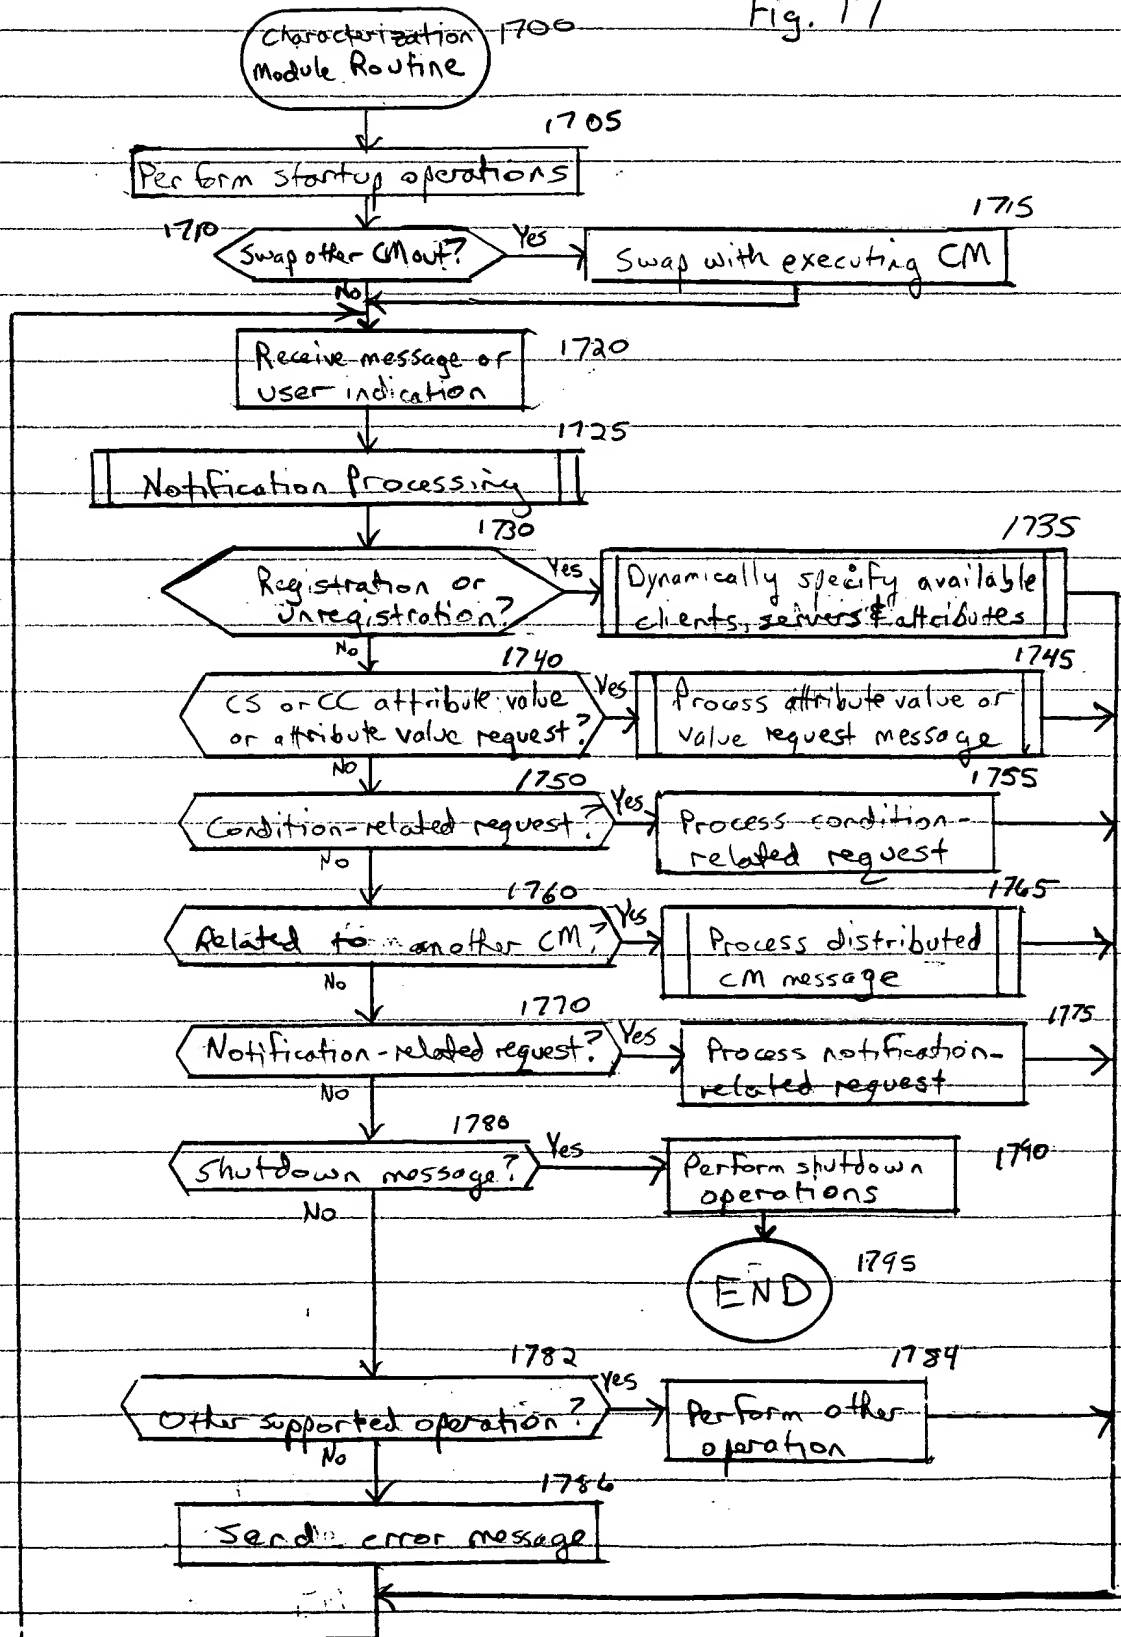 Fig. 17
Characterization
Module Routine
1700
1705
Perform startup operations
1710
Swap other CM out?
Yes
1715
Swap with executing CM
No
Receive message or
user indication
1720
1725
Notification Processing
1730
Registration or
Unregistration?
Yes
1735
Dynamically specify available
clients, servers & attributes
No
1740
CS or CC attribute value
or attribute value request?
Yes
1745
Process attribute value or
value request message
No
1750
Condition-related request?
Yes
1755
Process condition-
related request
No
1760
Related to another CM?
Yes
1765
Process distributed
CM message
No
1770
Notification-related request?
Yes
1775
Process notification-
related request
No
1780
Shutdown message?
Yes
1790
Perform shutdown
operations
No
END
1795
1782
Other supported operation?
Yes
1784
Perform other
operation
No
1786
Send error message